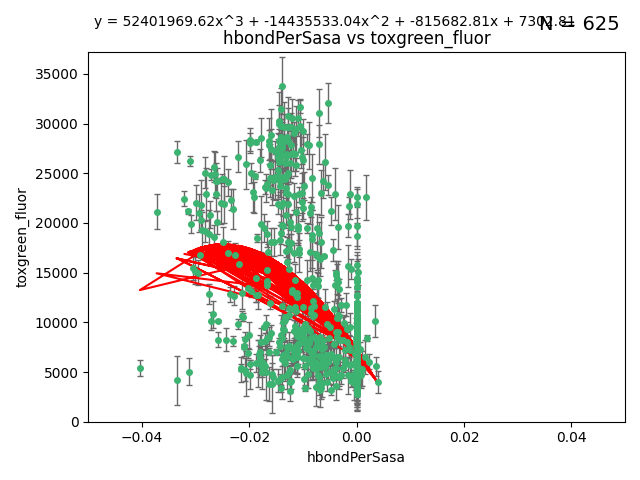 y = 52401969.62x^3 + -14435533.04x^2 + -815682.81x + 7302.81
N = 625
hbondPerSasa vs toxgreen_fluor
35000
30000
25000
20000
15000
10000
5000
0
toxgreen_fluor
−0.04
−0.02
0.00
0.02
0.04
hbondPerSasa